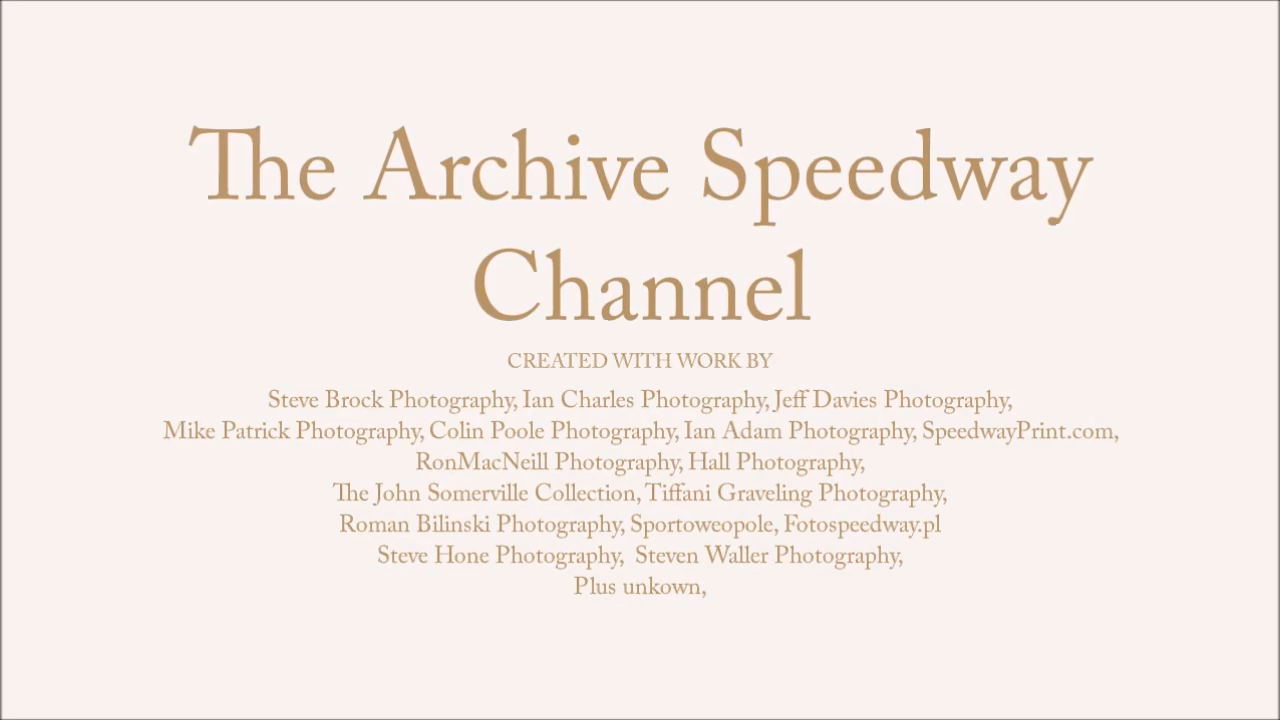 The Archive Speedway
Channel
CREATED WITH WORK BY
Steve Brock Photography, Ian Charles Photography, Jeff Davies Photography,
Mike Patrick Photography, Colin Poole Photography, Ian Adam Photography, SpeedwayPrint.com,
RonMacNeill Photography, Hall Photography,
The John Somerville Collection, Tiffani Graveling Photography,
Roman Bilinski Photography, Sportoweopole, Fotospeedway.pl
Steve Hone Photography,  Steven Waller Photography,
Plus unkown,